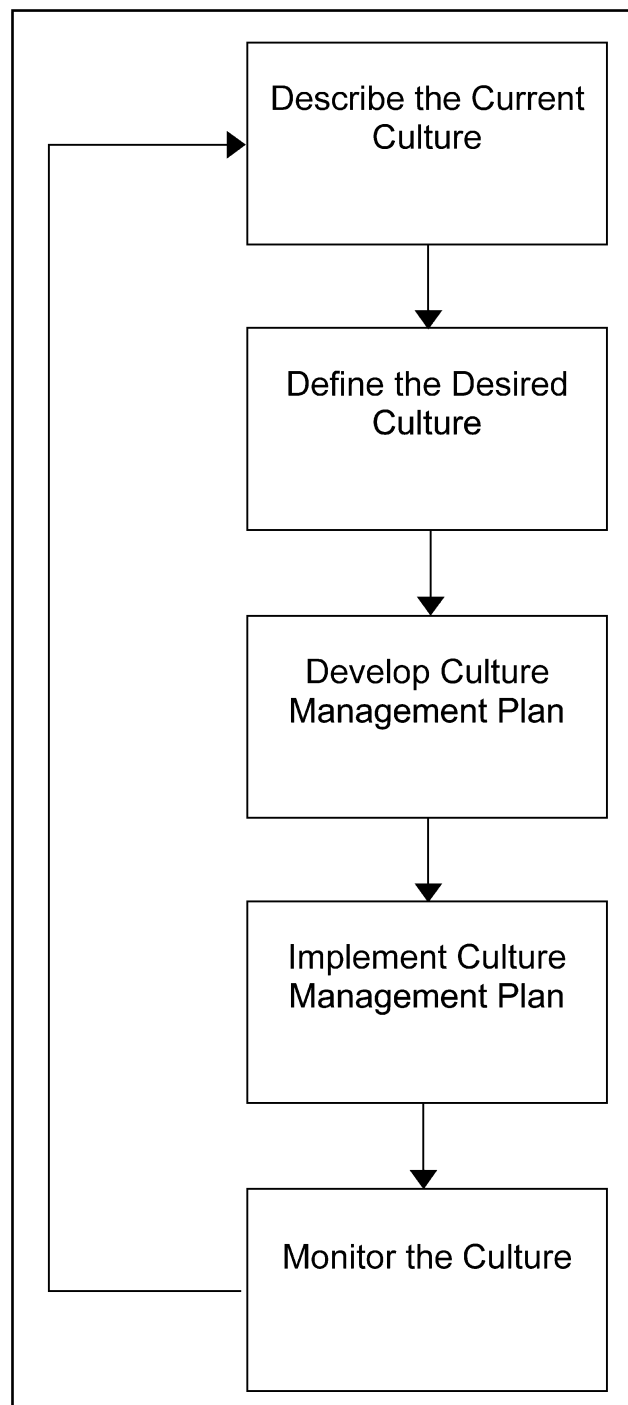 Describe the Current
Culture
Define the Desired
Culture
Develop Culture
Management Plan
Implement Culture
Management Plan
Monitor the Culture